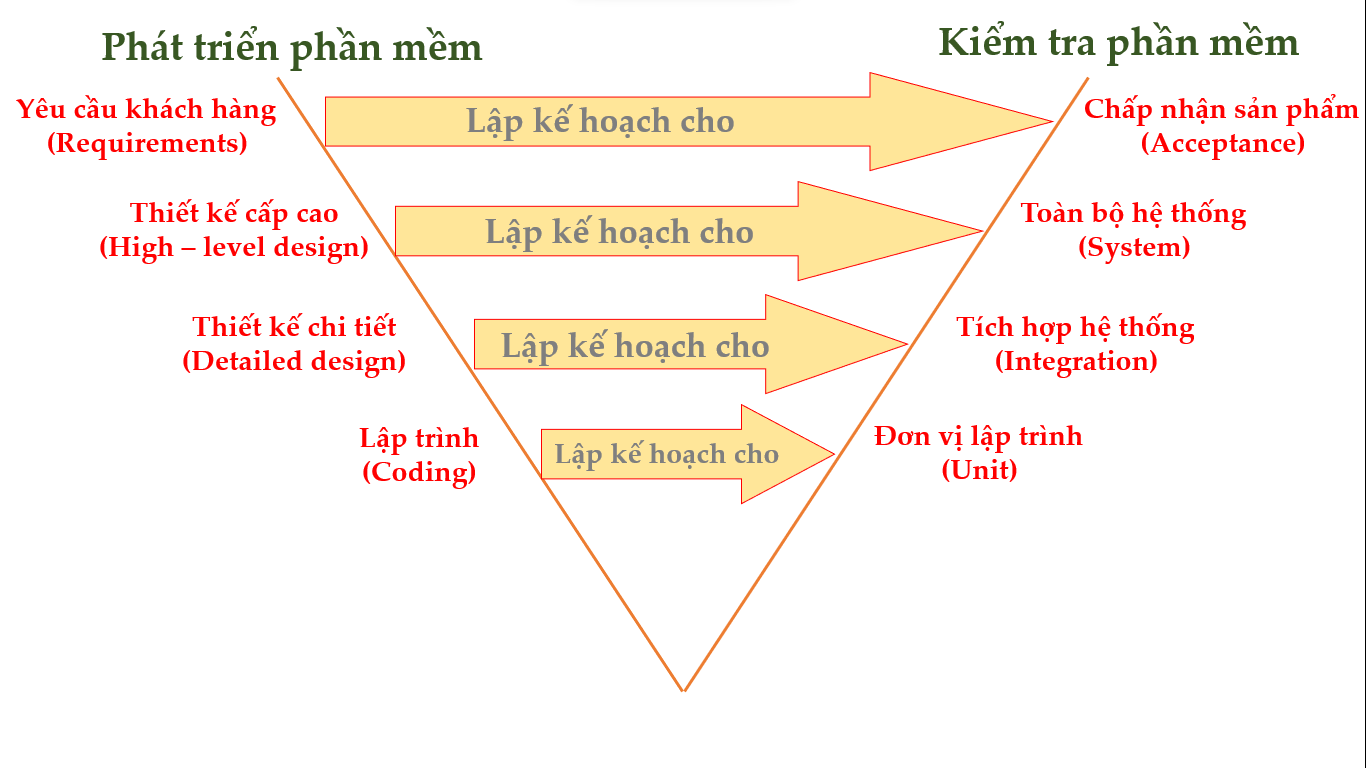 Phát triển phần mềm
Kiểm tra phần mềm
Yêu cầu khách hàng
(Requirements)
Lập kế hoạch cho
Chấp nhận sản phẩm
(Acceptance)
Thiết kế cấp cao
(High – level design)
Lập kế hoạch cho
Toàn bộ hệ thống
(System)
Thiết kế chi tiết
(Detailed design)
Lập kế hoạch cho
Tích hợp hệ thống
(Integration)
Lập trình
(Coding)
Lập kế hoạch cho
Đơn vị lập trình
(Unit)